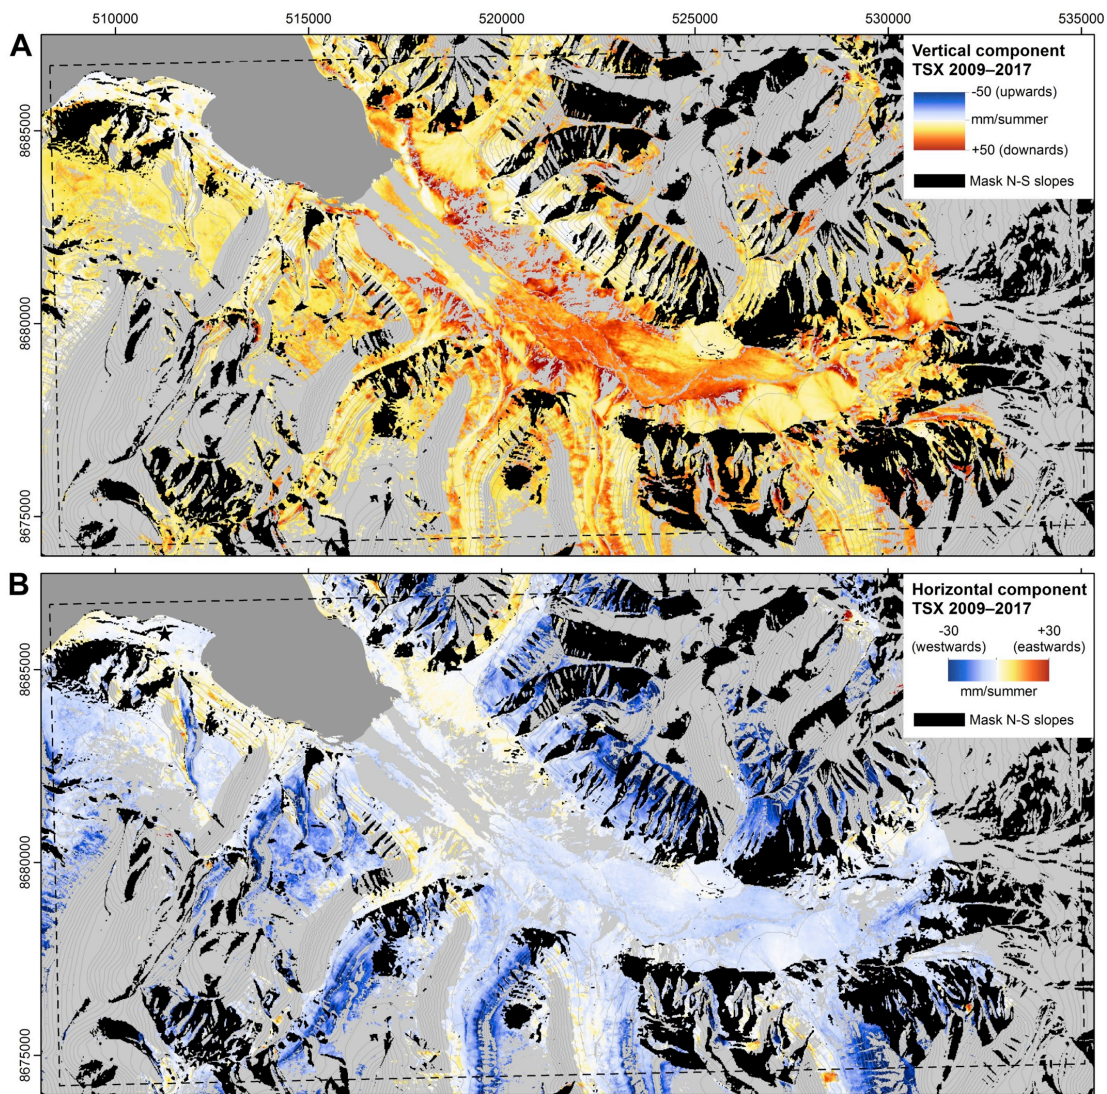 510000 515000 520000 525000 530000 535000
A
Vertical component
TSX 2009–2017
-50 (upwards)
mm/summer
+50 (downards)
Mask N-S slopes
8685000
8680000
8675000
B
Horizontal component
TSX 2009–2017
-30 +30
(westwards) (eastwards)
mm/summer
Mask N-S slopes
8685000
8680000
8675000